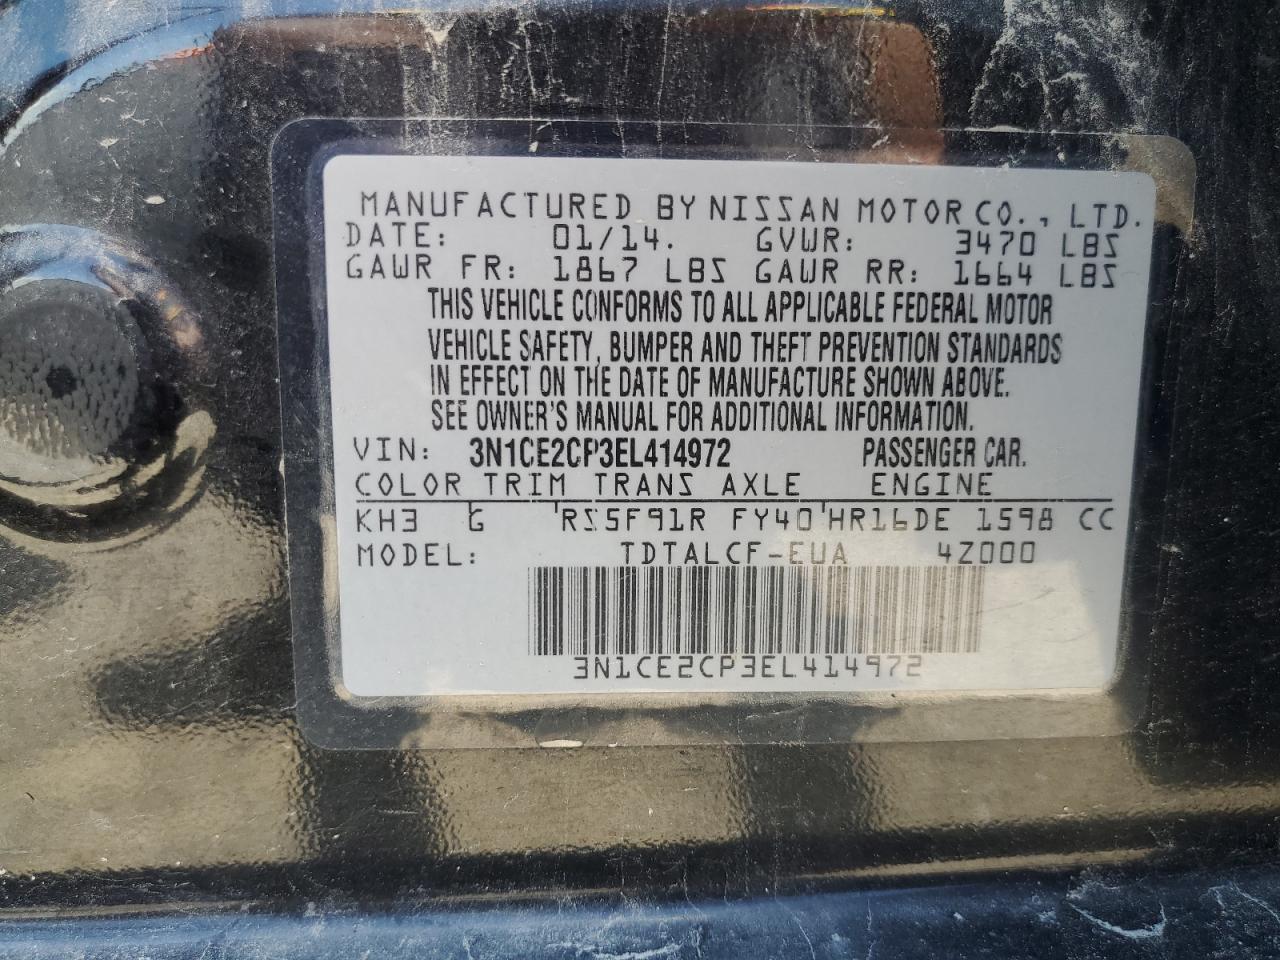 MANUFACTURED BY NISSAN MOTOR CO., LTD.
DATE: 01/14. GVWR: 3470 LBS
GAWR FR: 1867 LBS GAWR RR: 1664 LBS
THIS VEHICLE CONFORMS TO ALL APPLICABLE FEDERAL MOTOR
VEHICLE SAFETY, BUMPER AND THEFT PREVENTION STANDARDS
IN EFFECT ON THE DATE OF MANUFACTURE SHOWN ABOVE.
SEE OWNER'S MANUAL FOR ADDITIONAL INFORMATION.
VIN: 3N1CE2CP3EL414972 PASSENGER CAR.
COLOR TRIM TRANS AXLE ENGINE
KH3 G RS5F91R FY40 HR16DE 1598 CC
MODEL: TDTALCF-EUA 4Z000
3N1CE2CP3EL414972